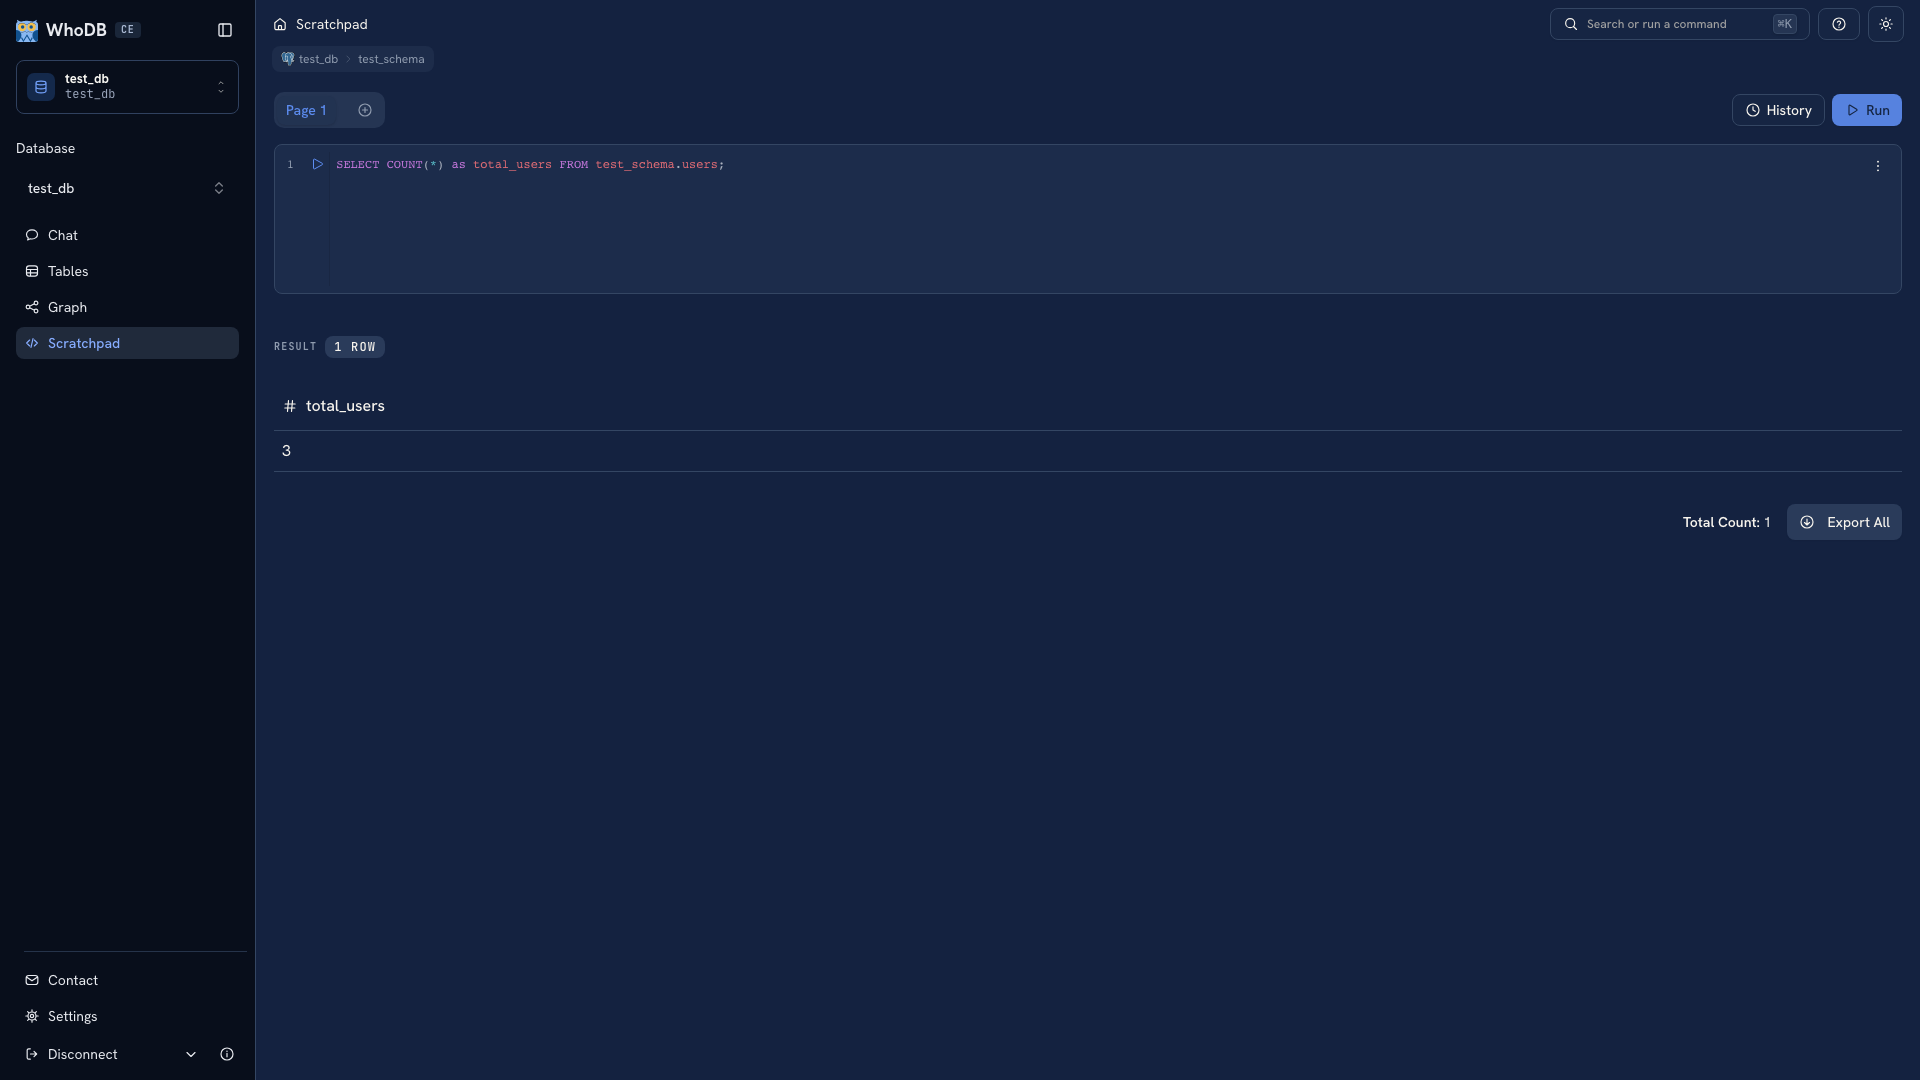 WhoDB CE
test_db
test_db
Database
test_db
Chat
Tables
Graph
Scratchpad
Contact
Settings
Disconnect
Scratchpad
Search or run a command ⌘K
test_db > test_schema
Page 1
History
Run
1 SELECT COUNT(*) as total_users FROM test_schema.users;
RESULT 1 ROW
# total_users
3
Total Count: 1
Export All